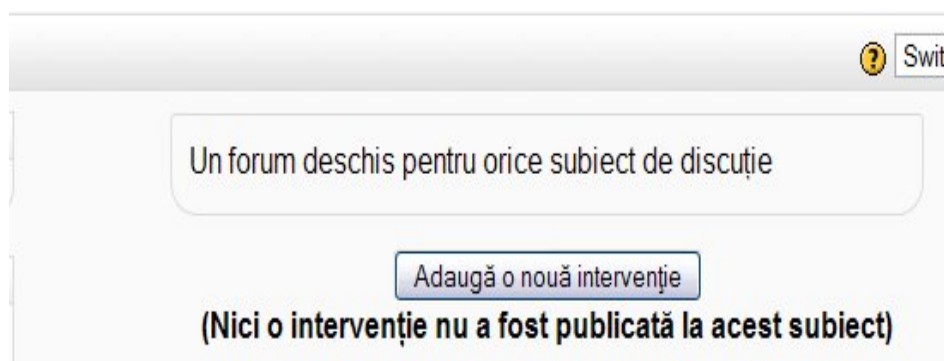 Swit
Un forum deschis pentru orice subiect de discuție
Adaugă o nouă intervenție
(Nici o intervenție nu a fost publicată la acest subiect)